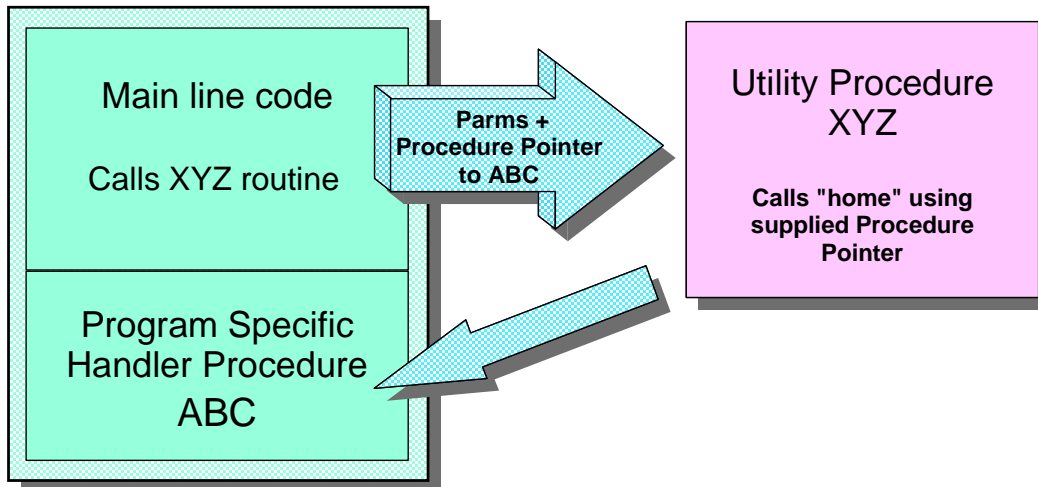 Main line code
Calls XYZ routine
Parms +
Procedure Pointer
to ABC
Utility Procedure
XYZ
Calls "home" using
supplied Procedure
Pointer
Program Specific
Handler Procedure
ABC